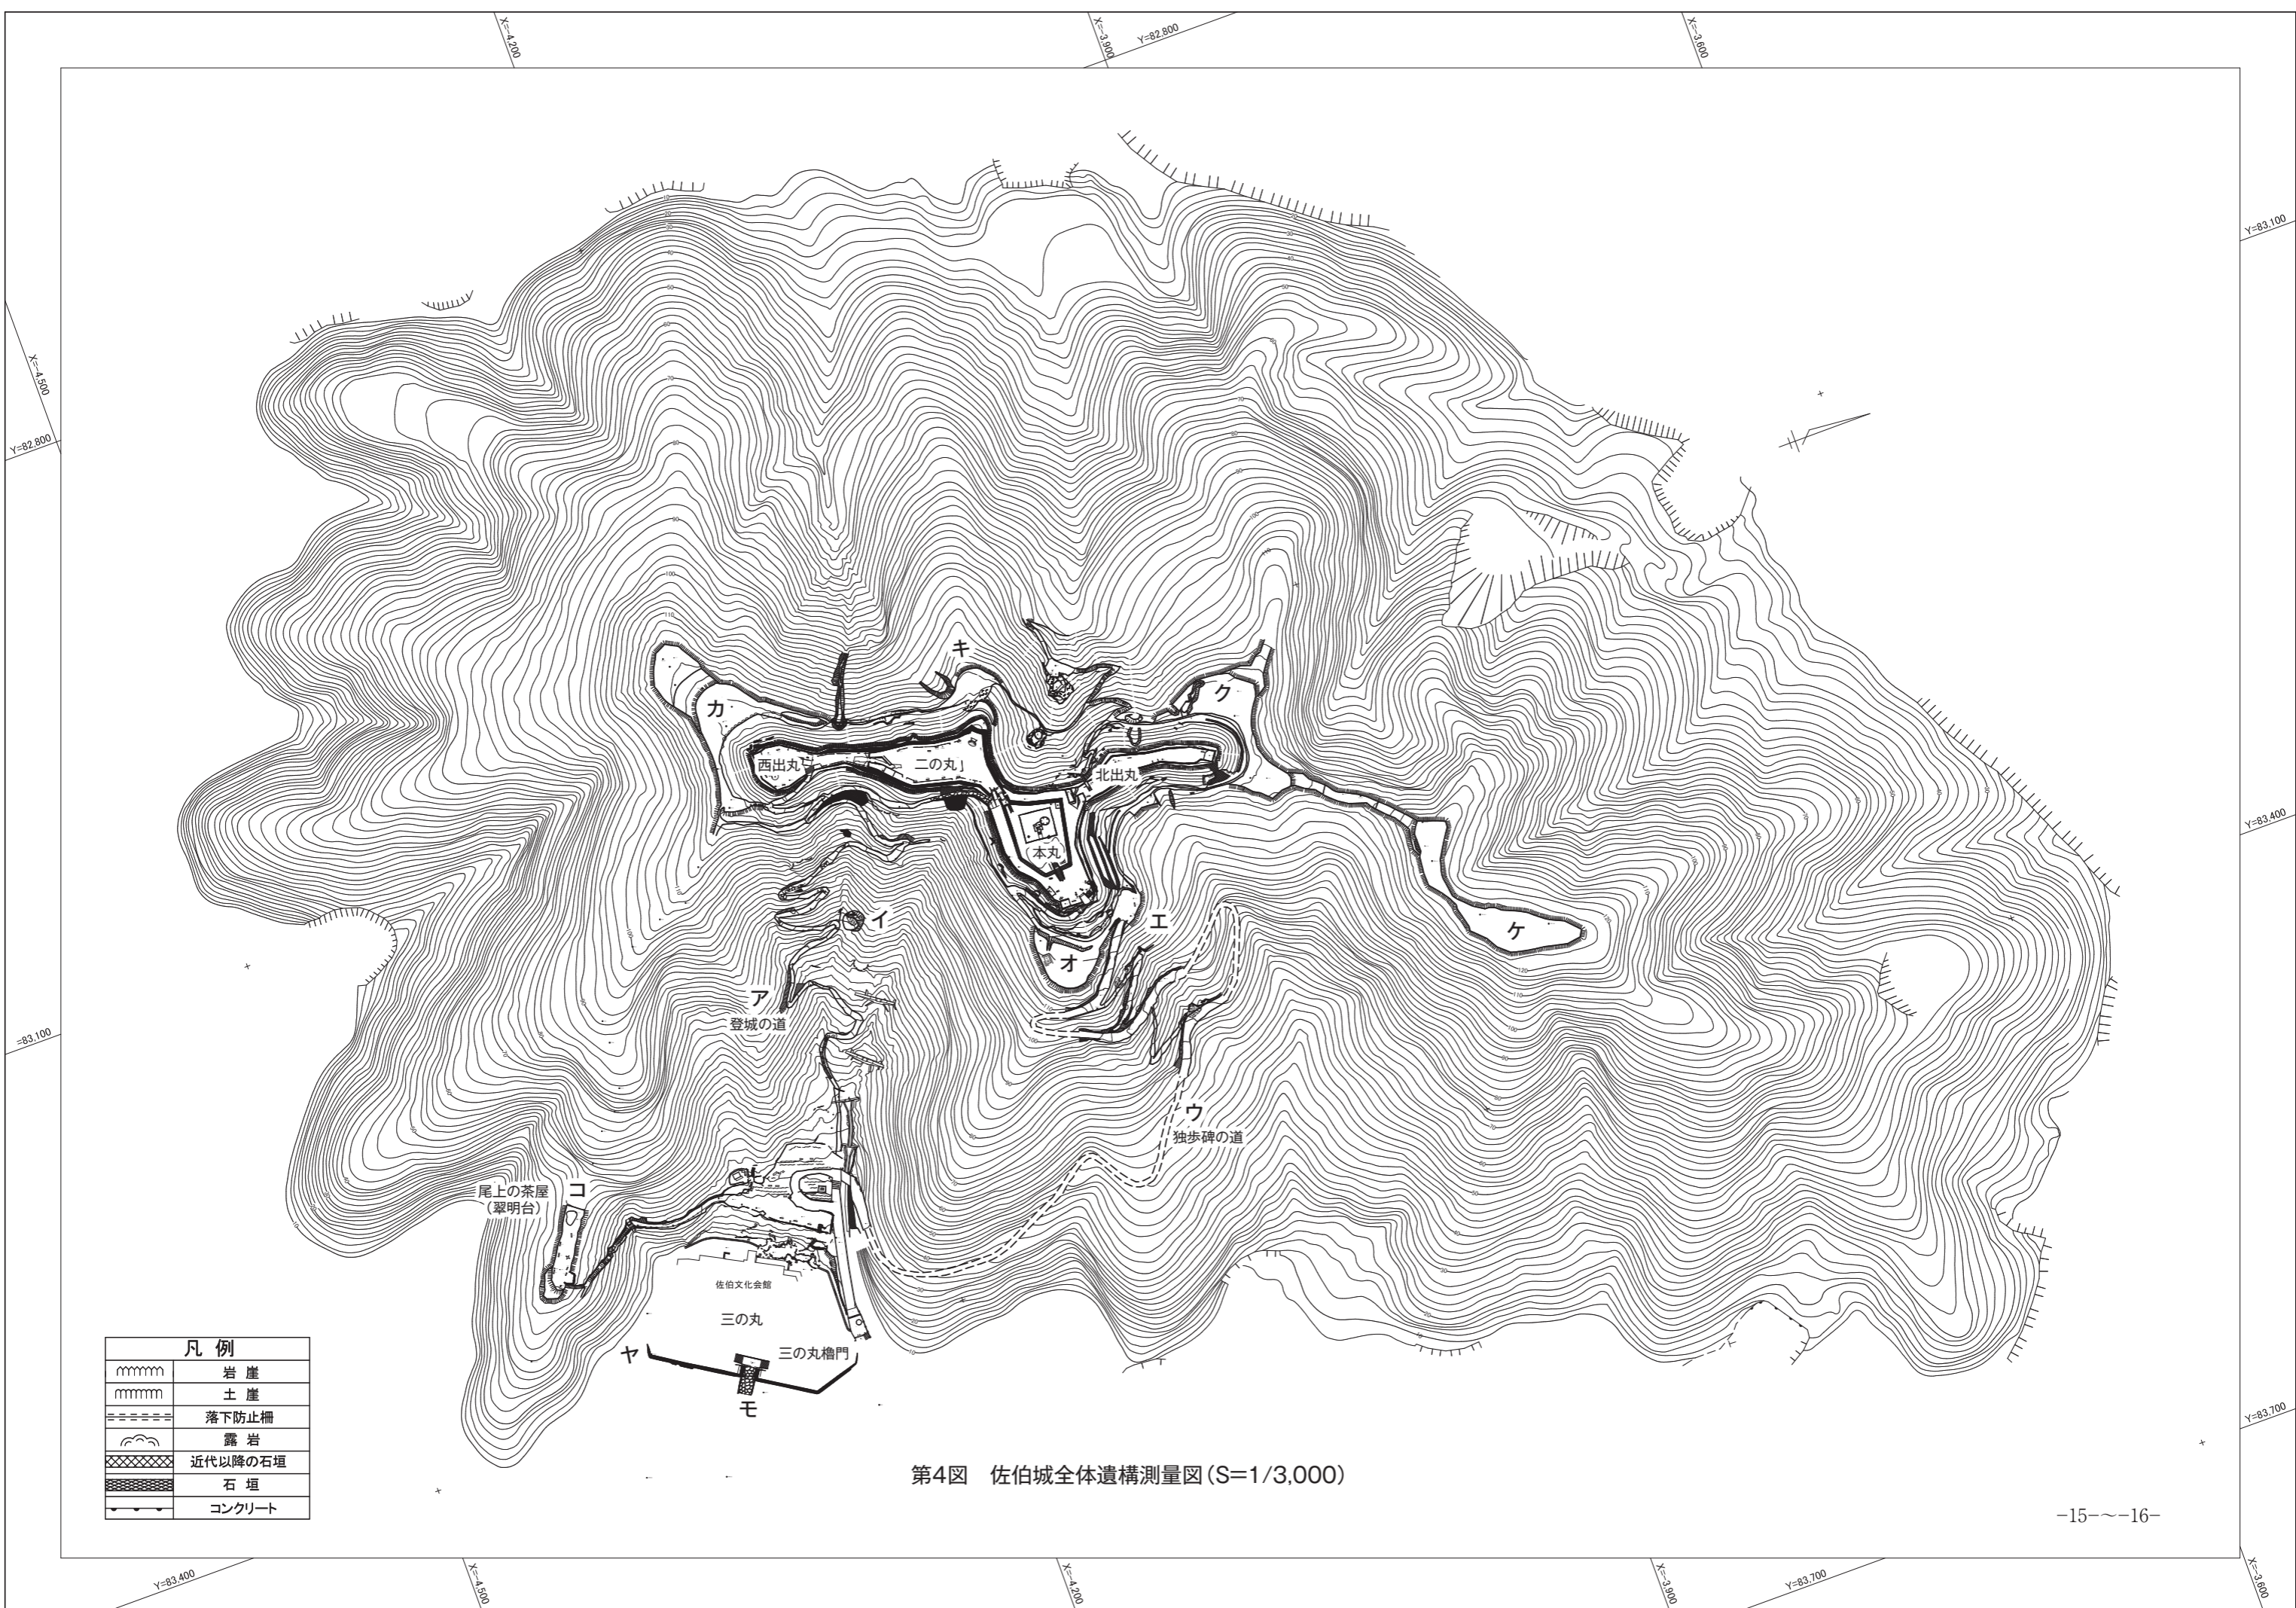 X=-4,200
X=-3,900
Y=82,800
X=-3,600
Y=83,100
X=-4,500
Y=82,800
キ
カ
ク
西出丸
二の丸
北出丸
Y=83,400
本丸
イ
エ
ケ
オ
ア
登城の道
=83,100
ウ
独歩碑の道
尾上の茶屋
(翠明台)
コ
佐伯文化会館
三の丸
三の丸櫓門
ヤ
モ
凡 例
岩 崖
土 崖
落下防止柵
露 岩
近代以降の石垣
石 垣
コンクリート
Y=83,700
第4図 佐伯城全体遺構測量図(S=1/3,000)
-15-~-16-
Y=83,400
X=-4,500
X=-4,200
X=-3,900
Y=83,700
X=-3,600